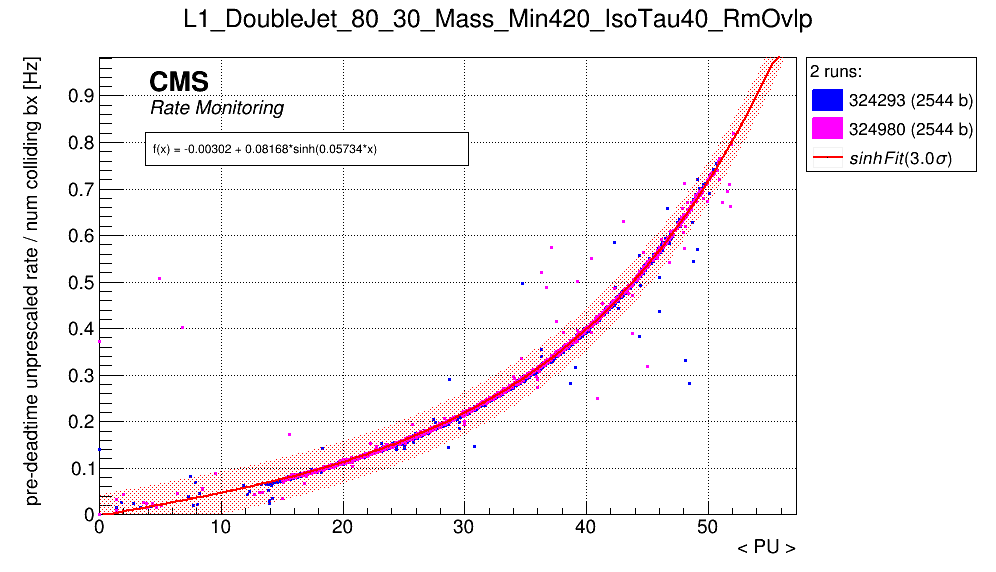 L1_DoubleJet_80_30_Mass_Min420_IsoTau40_RmOvlp
pre-deadtime unprescaled rate / num colliding bx [Hz]
CMS
Rate Monitoring
f(x) = -0.00302 + 0.08168*sinh(0.05734*x)
2 runs:
324293 (2544 b)
324980 (2544 b)
sinhFit(3.0σ)
0.9
0.8
0.7
0.6
0.5
0.4
0.3
0.2
0.1
0
0 10 20 30 40 50
< PU >